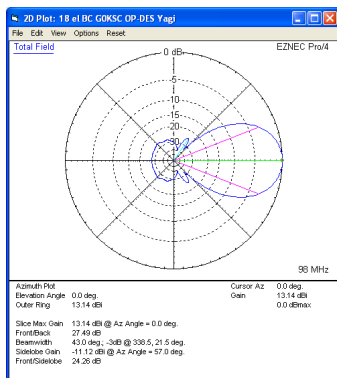 2D Plot: 18 el BC G0KSC OP-DES Yagi
File Edit View Options Reset
Total Field
EZNEC Pro/4
0 dB
-5
-10
-15
-20
-30
98 MHz
Azimuth Plot
Elevation Angle 0.0 deg.
Outer Ring 13.14 dBi
Cursor Az 0.0 deg.
Gain 13.14 dBi
0.0 dBmax
Slice Max Gain 13.14 dBi @ Az Angle = 0.0 deg.
Front/Back 27.49 dB
Beamwidth 43.0 deg.; -3dB @ 338.5, 21.5 deg.
Sidelobe Gain -11.12 dBi @ Az Angle = 57.0 deg.
Front/Sidelobe 24.26 dB